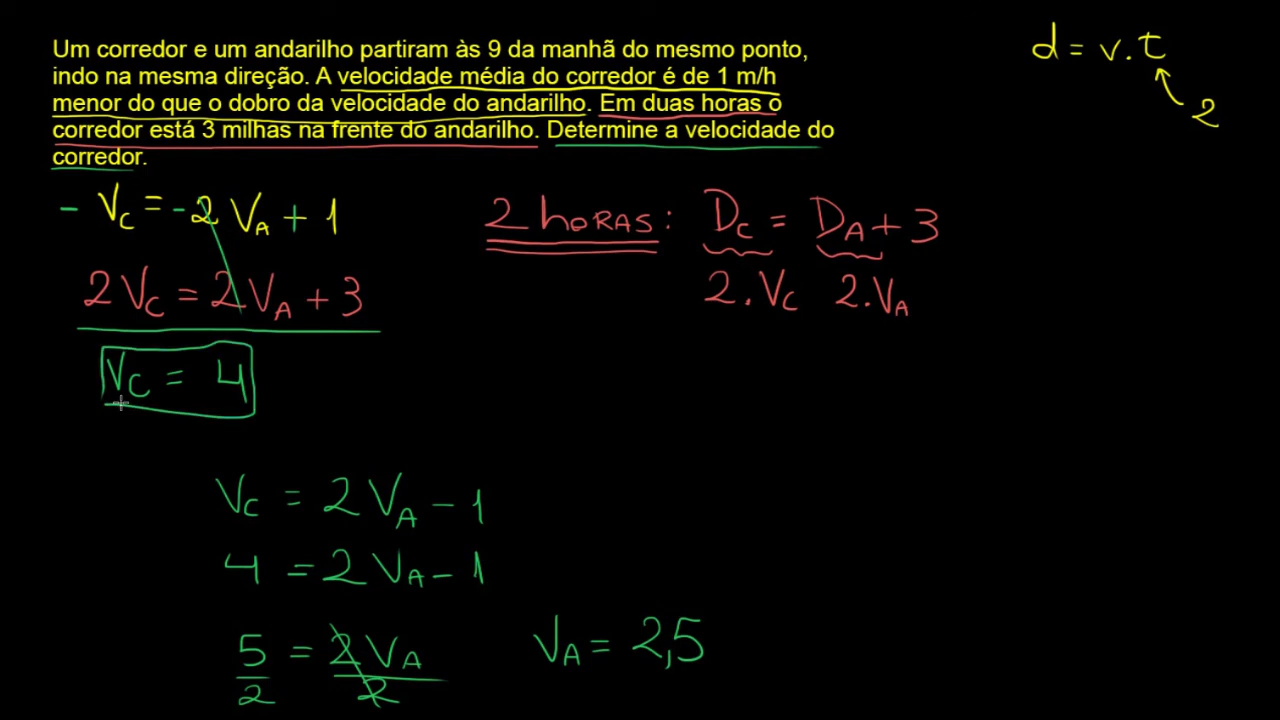 Um corredor e um andarilho partiram às 9 da manhã do mesmo ponto,
indo na mesma direção. A velocidade média do corredor é de 1 m/h
menor do que o dobro da velocidade do andarilho. Em duas horas o
corredor está 3 milhas na frente do andarilho. Determine a velocidade do
corredor.
d = v.t
2
- Vc = -2VA + 1
2Vc = 2VA + 3
Vc = 4
2 horas: Dc = DA + 3
2.Vc 2.VA
Vc = 2VA - 1
4 = 2VA - 1
5/2 = 2VA/2
VA = 2,5